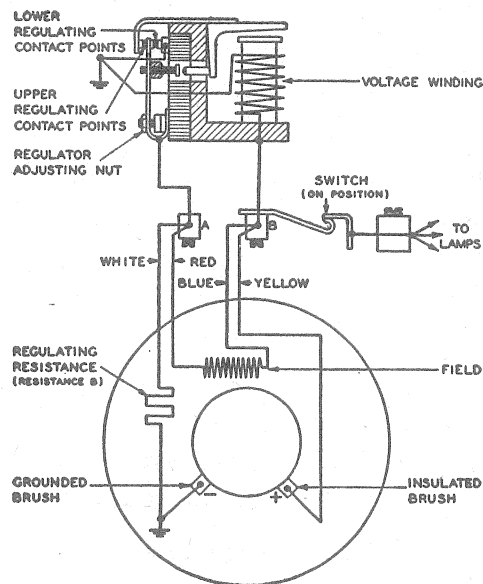 LOWER
REGULATING
CONTACT POINTS
UPPER
REGULATING
CONTACT POINTS
REGULATOR
ADJUSTING NUT
VOLTAGE WINDING
SWITCH
(ON POSITION)
A
B
TO
LAMPS
WHITE
RED
BLUE
YELLOW
REGULATING
RESISTANCE
(RESISTANCE B)
FIELD
GROUNDED
BRUSH
-
+
INSULATED
BRUSH